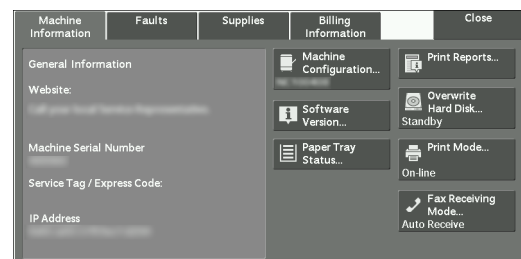 Machine
Information
Faults
Supplies
Billing
Information
Close
General Information
Website:
Machine Serial Number
Service Tag / Express Code:
IP Address
Machine
Configuration...
Software
Version...
Paper Tray
Status...
Print Reports...
Overwrite
Hard Disk...
Standby
Print Mode...
On-line
Fax Receiving
Mode...
Auto Receive